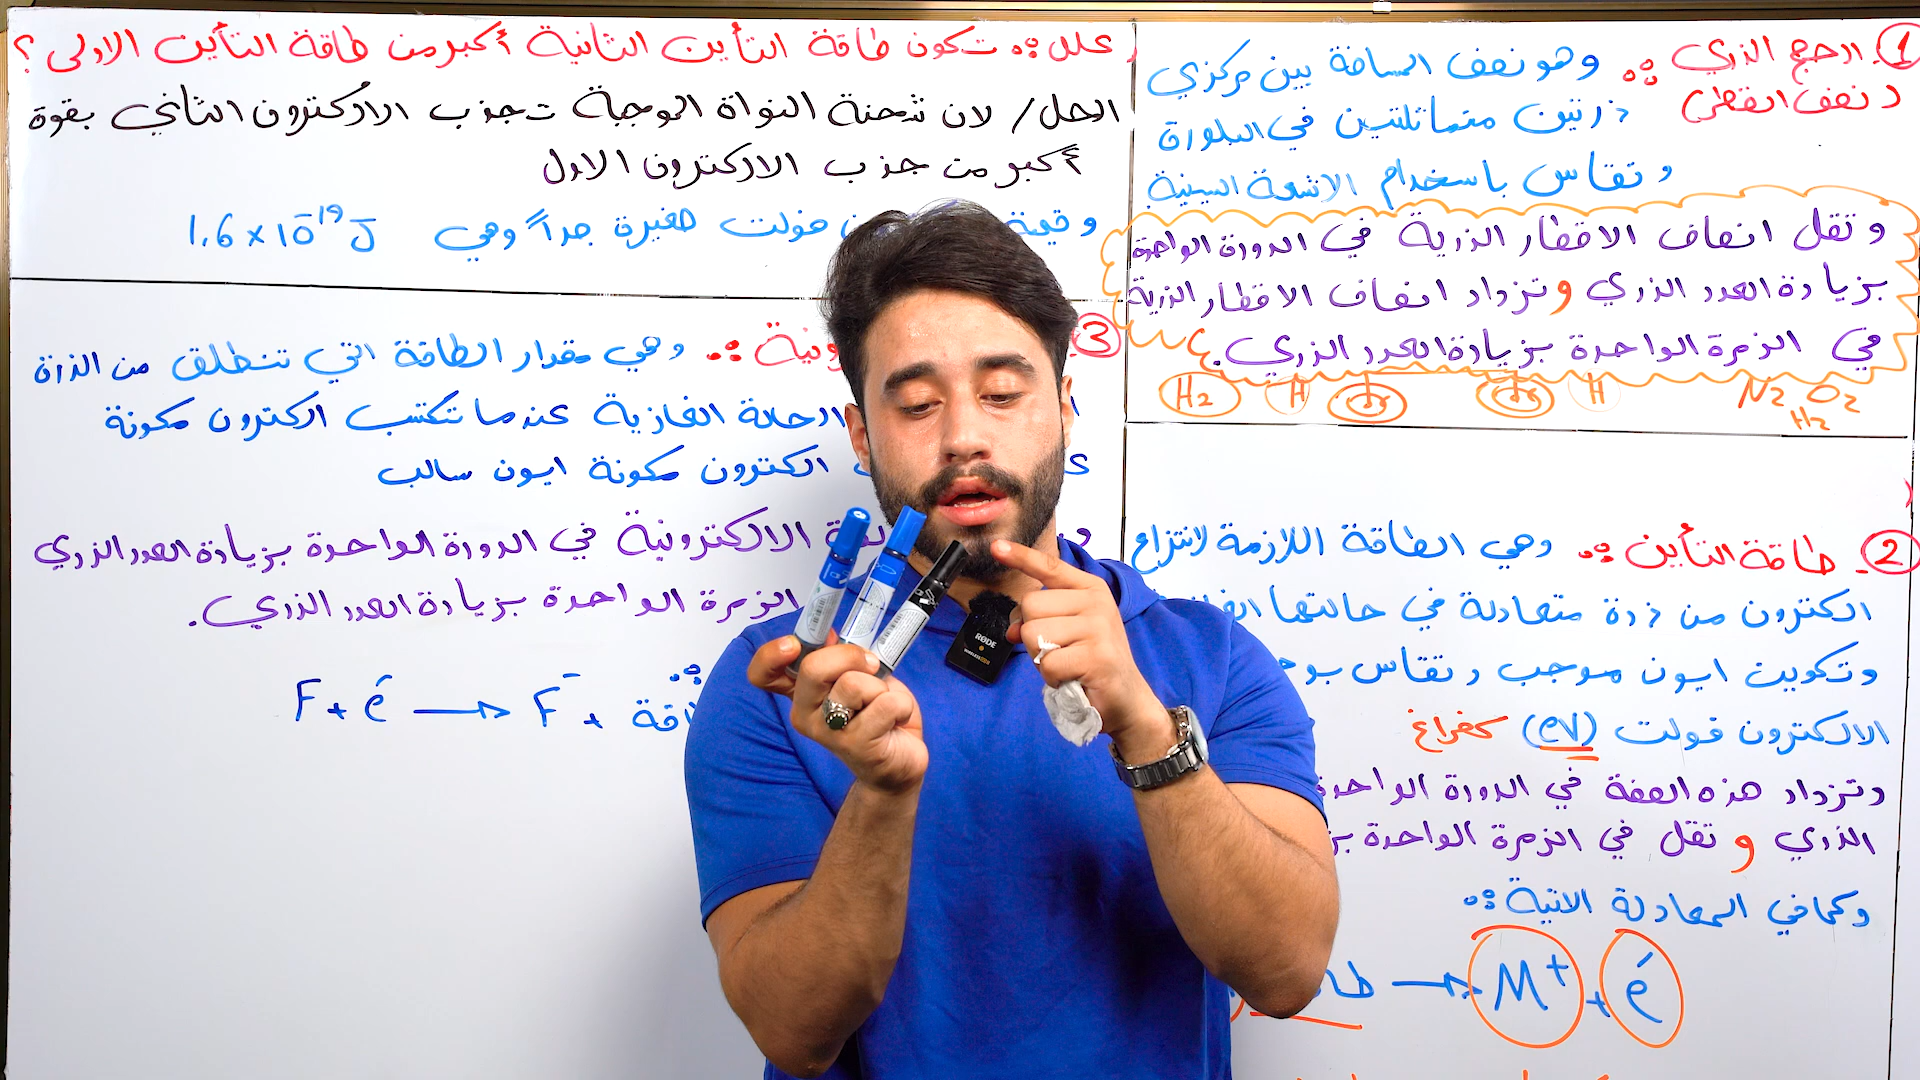 1. الحجم الذري (نصف القطر) : وهو نصف المسافة بين مركزي
ذرتين متماثلتين في البلورة
وتقاس باستخدام الاشعة السينية
وتقل انصاف الاقطار الذرية في الدورة الواحدة
بزيادة العدد الذري وتزداد انصاف الاقطار الذرية
في الزمرة الواحدة بزيادة العدد الذري.
H2 H H N2 O2
H2
2. طاقة التأين : وهي الطاقة اللازمة لانتزاع
الكترون من ذرة متعادلة في حالتها
وتكوين ايون موجب وتقاس
الالكترون فولت (eV) كفراغ
وتزداد هذه الصفة في الدورة الواحدة
الذري و تقل في الزمرة الواحدة
وكما في المعادلة الاتية :
→ M+ + e-
علل : تكون طاقة التأين الثانية أكبر من طاقة التأين الاولى ؟
الحل / لان شحنة النواة الموجبة تجذب الالكترون الثاني بقوة
أكبر من جذب الالكترون الاول
وقيمة فولت صغيرة جداً وهي 1.6 × 10-19 J
3. : وهي مقدار الطاقة التي تنطلق من الذرة
الحالة الغازية عندما تكتسب الكترون مكونة
الكترون مكونة ايون سالب
الالكترونية في الدورة الواحدة بزيادة العدد الذري
الزمرة الواحدة بزيادة العدد الذري.
F + e- → F- +
RØDE